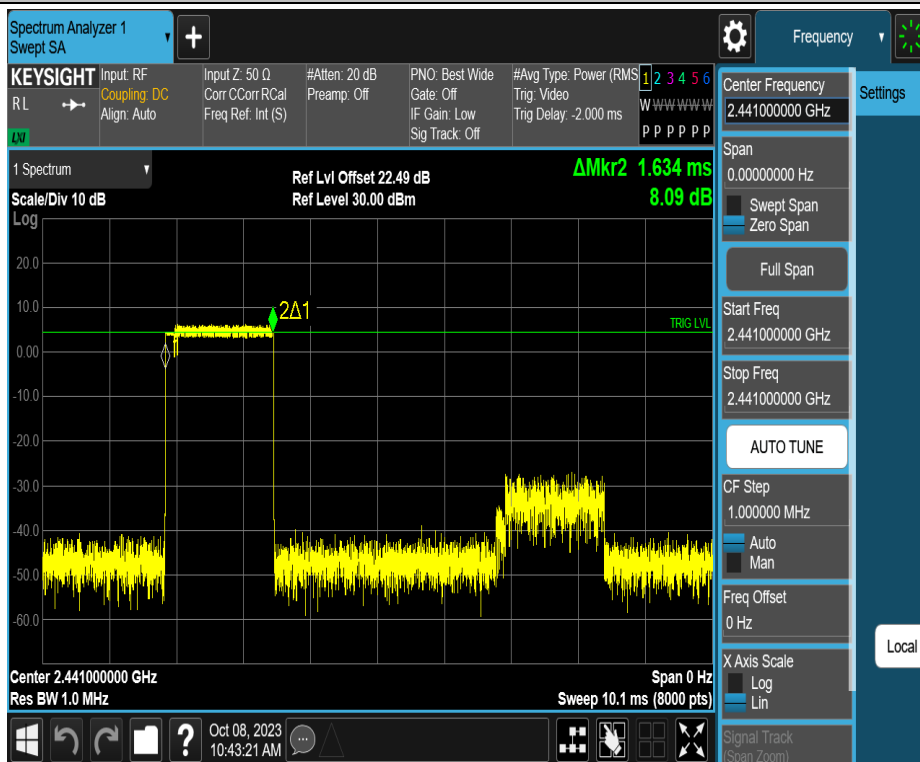 Spectrum Analyzer 1
Swept SA
Frequency
KEYSIGHT
RL
LXI
Input: RF
Coupling: DC
Align: Auto
Input Z: 50 Ω
Corr CCorr RCal
Freq Ref: Int (S)
#Atten: 20 dB
Preamp: Off
PNO: Best Wide
Gate: Off
IF Gain: Low
Sig Track: Off
#Avg Type: Power (RMS
Trig: Video
Trig Delay: -2.000 ms
1 2 3 4 5 6
W W W W W W
P P P P P P
1 Spectrum
Scale/Div 10 dB
Log
Ref Lvl Offset 22.49 dB
Ref Level 30.00 dBm
ΔMkr2 1.634 ms
8.09 dB
20.0
10.0
0.00
-10.0
-20.0
-30.0
-40.0
-50.0
-60.0
2Δ1
TRIG LVL
Center 2.441000000 GHz
Res BW 1.0 MHz
Span 0 Hz
Sweep 10.1 ms (8000 pts)
Oct 08, 2023
10:43:21 AM
Center Frequency
2.441000000 GHz
Span
0.00000000 Hz
Swept Span
Zero Span
Full Span
Start Freq
2.441000000 GHz
Stop Freq
2.441000000 GHz
AUTO TUNE
CF Step
1.000000 MHz
Auto
Man
Freq Offset
0 Hz
X Axis Scale
Log
Lin
Signal Track
(Span Zoom)
Settings
Local